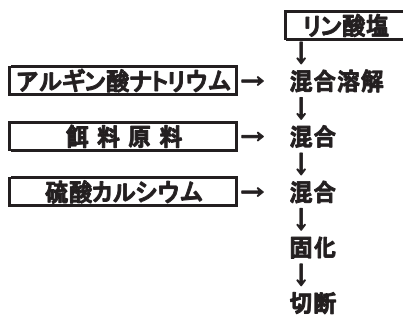 リン酸塩
↓
アルギン酸ナトリウム → 混合溶解
↓
餌料原料 → 混合
↓
硫酸カルシウム → 混合
↓
固化
↓
切断